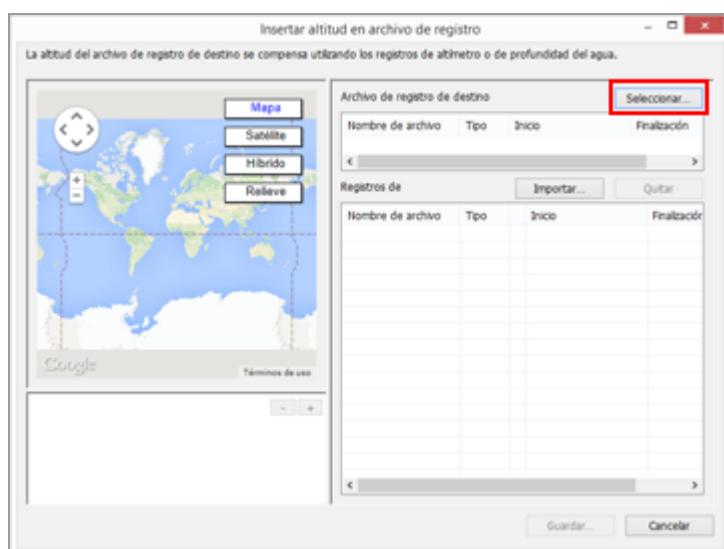 Insertar altitud en archivo de registro
La altitud del archivo de registro de destino se compensa utilizando los registros de altímetro o de profundidad del agua.
Mapa
Satélite
Híbrido
Relieve
+
-
Google
Términos de uso
- +
Archivo de registro de destino Seleccionar...
Nombre de archivo Tipo Inicio Finalización
Registros de Importar... Quitar
Nombre de archivo Tipo Inicio Finalización
Guardar... Cancelar